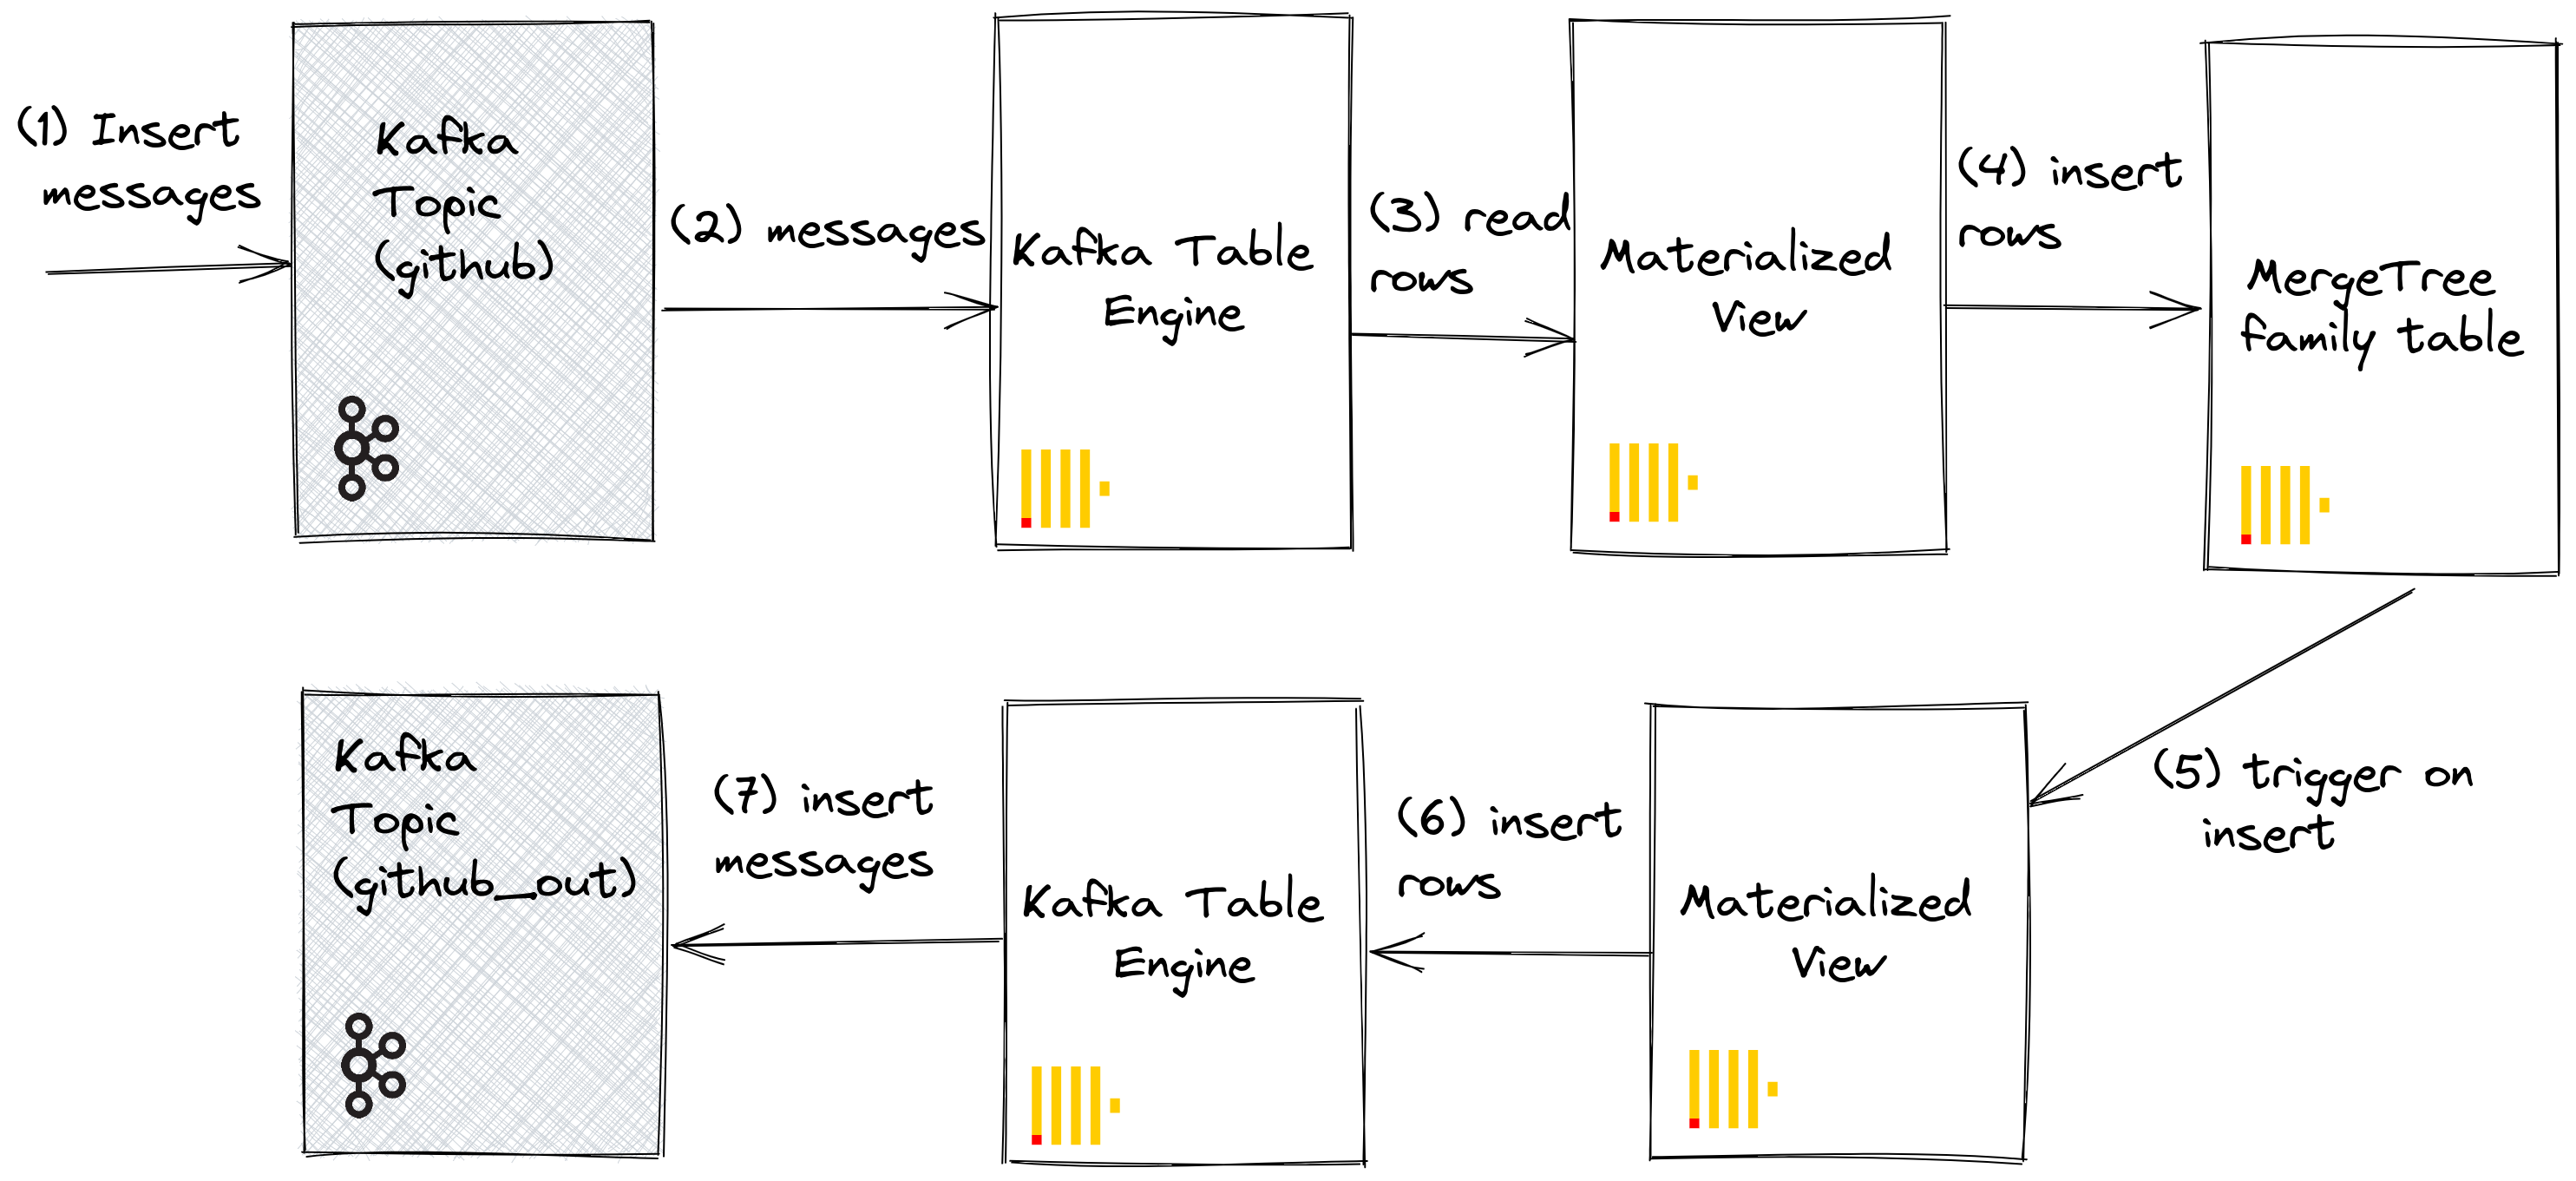 (1) Insert
messages
Kafka
Topic
(github)
(2) messages
Kafka Table
Engine
(3) read
rows
Materialized
View
(4) insert
rows
MergeTree
family table
(5) trigger on
insert
Materialized
View
(6) insert
rows
Kafka Table
Engine
(7) insert
messages
Kafka
Topic
(github_out)